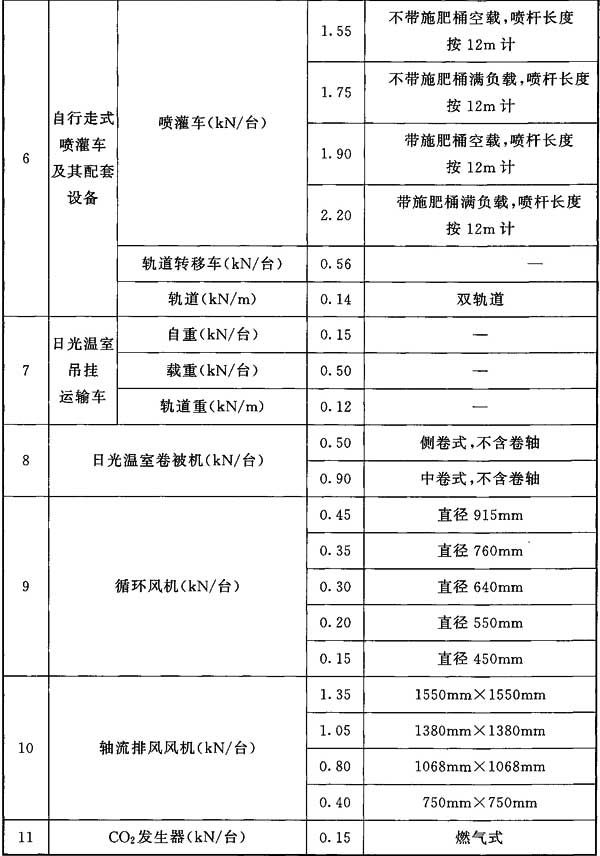 6
自行走式
喷灌车
及其配套
设备
喷灌车(kN/台)
1.55
不带施肥桶空载,喷杆长度
按 12m 计
1.75
不带施肥桶满负载,喷杆长度
按 12m 计
1.90
带施肥桶空载,喷杆长度
按 12m 计
2.20
带施肥桶满负载,喷杆长度
按 12m 计
轨道转移车(kN/台)
0.56
—
轨道(kN/m)
0.14
双轨道
7
日光温室
吊挂
运输车
自重(kN/台)
0.15
—
载重(kN/台)
0.50
—
轨道重(kN/m)
0.12
—
8
日光温室卷被机(kN/台)
0.50
侧卷式,不含卷轴
0.90
中卷式,不含卷轴
9
循环风机(kN/台)
0.45
直径 915mm
0.35
直径 760mm
0.30
直径 640mm
0.20
直径 550mm
0.15
直径 450mm
10
轴流排风风机(kN/台)
1.35
1550mm×1550mm
1.05
1380mm×1380mm
0.80
1068mm×1068mm
0.40
750mm×750mm
11
CO₂发生器(kN/台)
0.15
燃气式